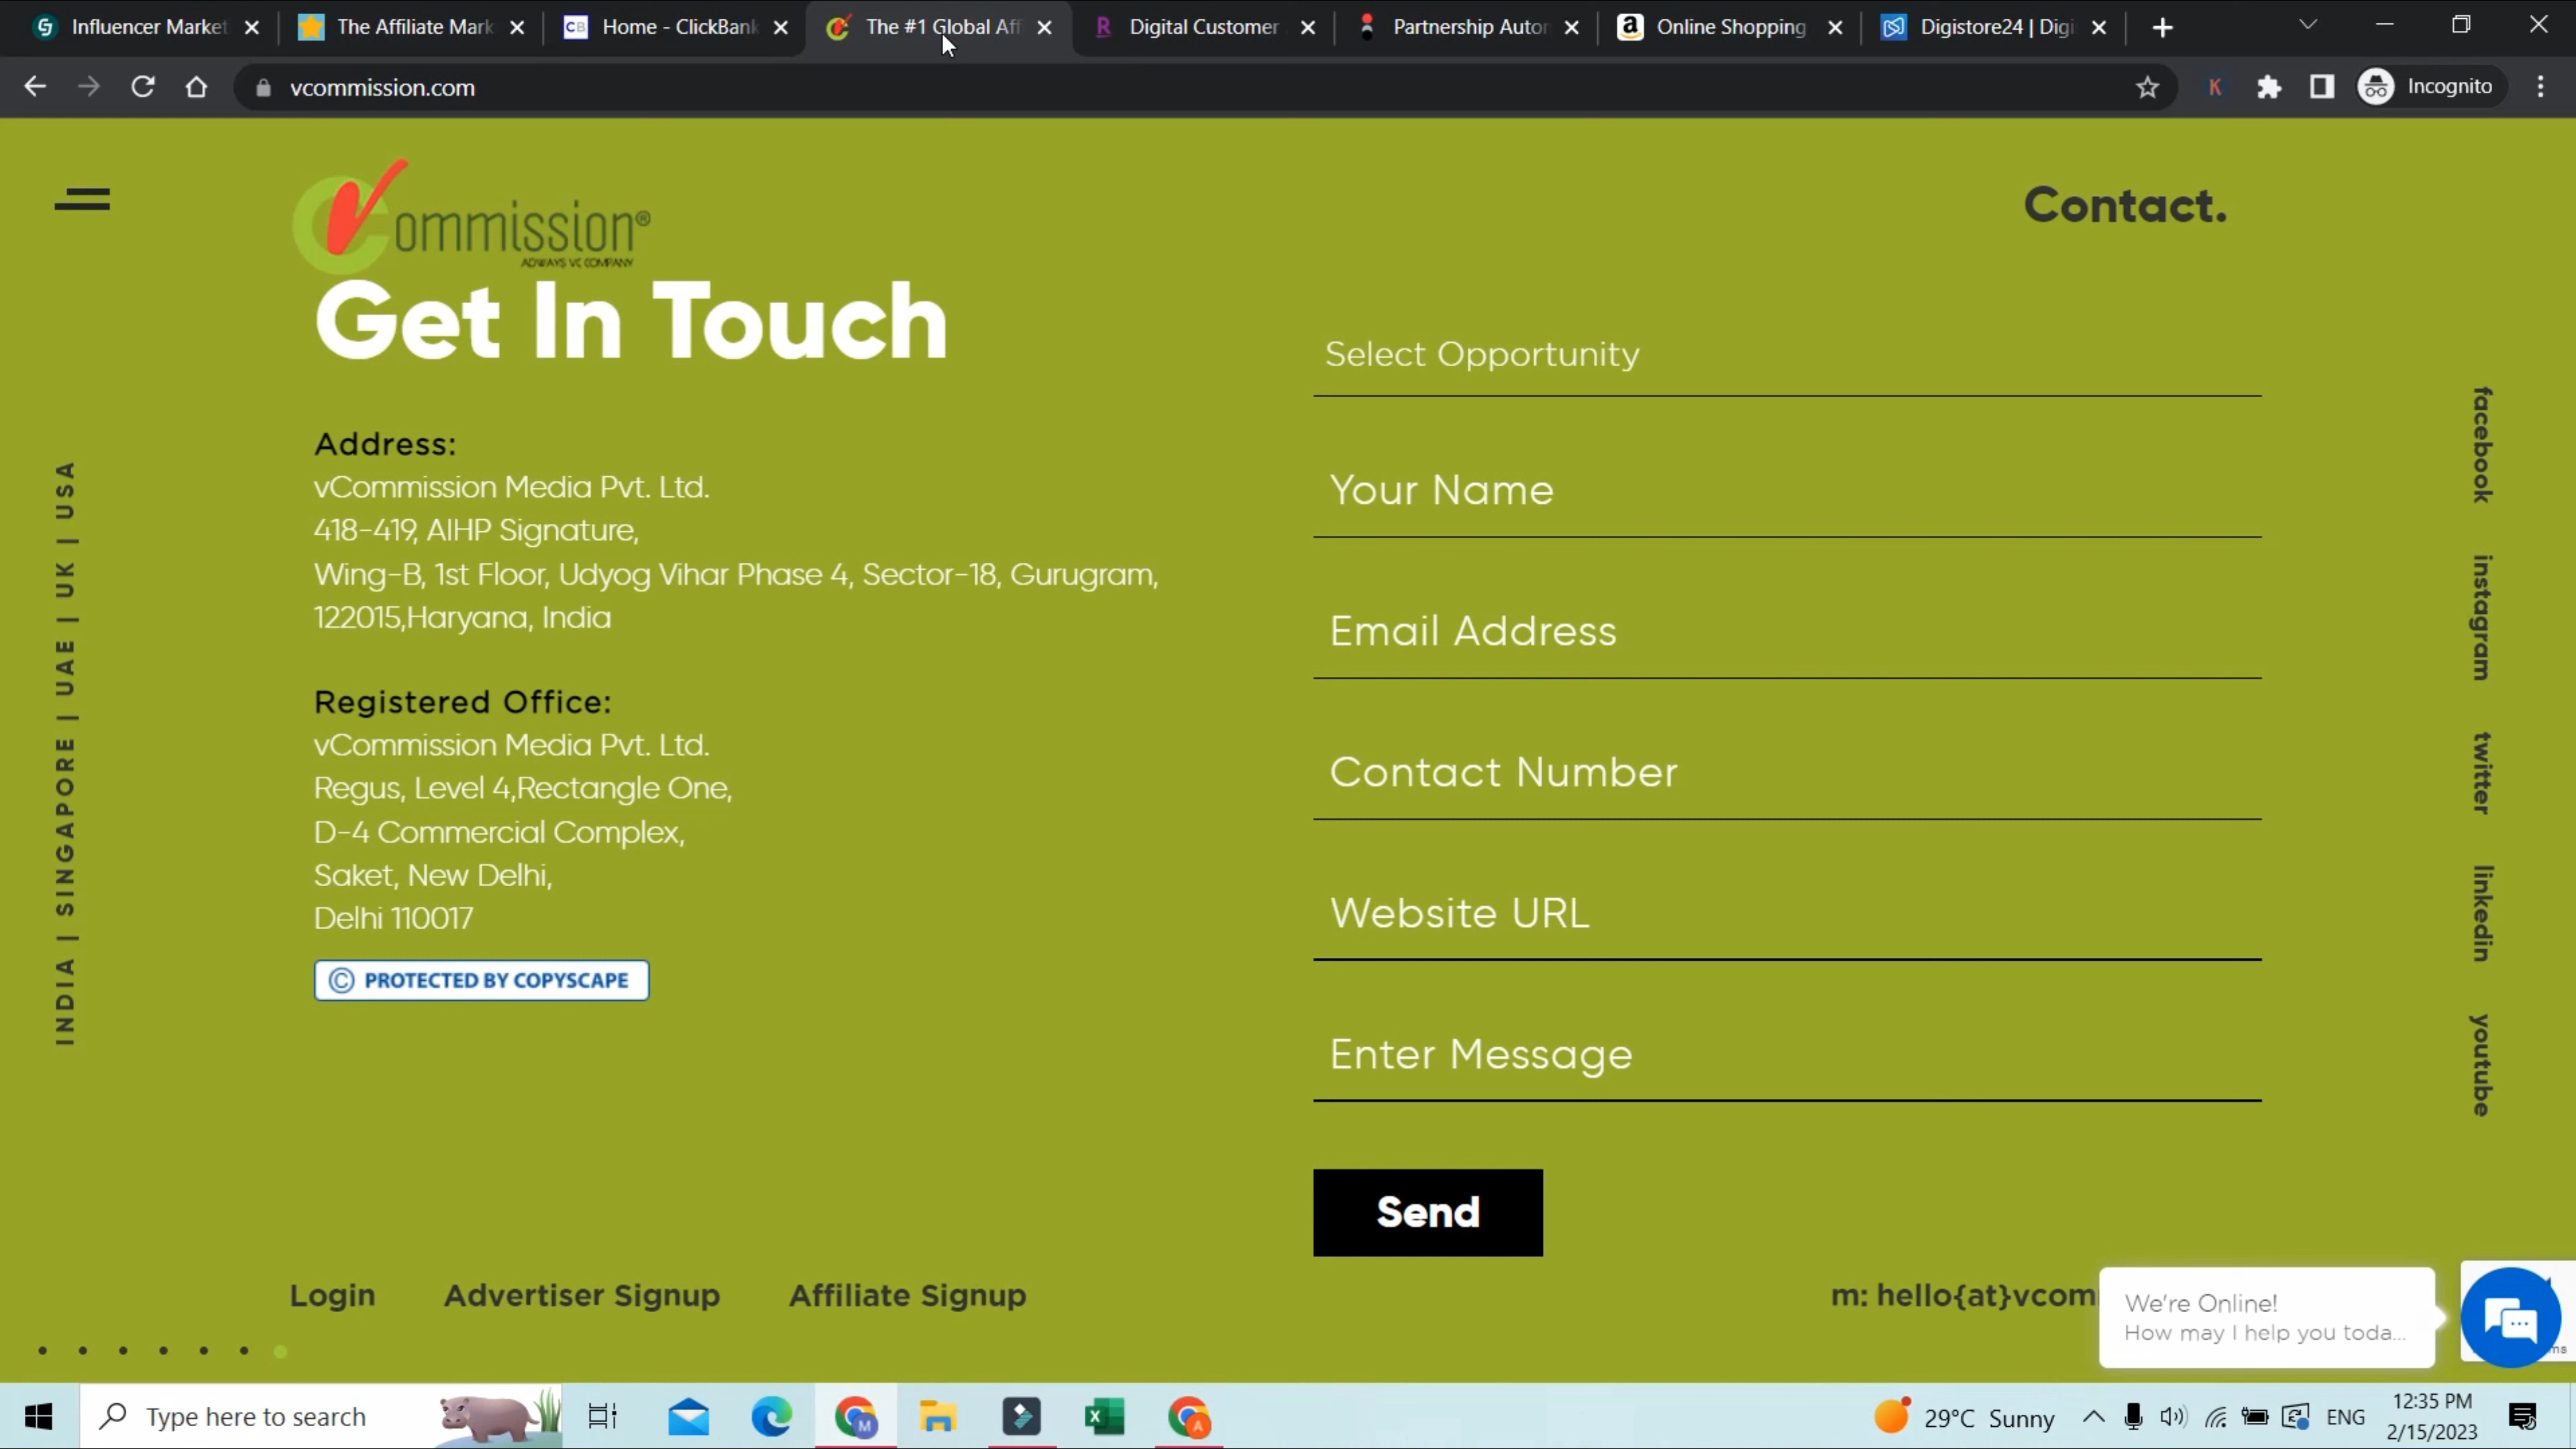 Influencer Market
The Affiliate Mark
CB Home - ClickBank
The #1 Global Aff
R Digital Customer
Partnership Autor
a Online Shopping
Digistore24 | Digi
vcommission.com
K
Incognito
Commission®
ADWAYS VC COMPANY
Contact.
Get In Touch
Address:
vCommission Media Pvt. Ltd.
418-419, AIHP Signature,
Wing-B, 1st Floor, Udyog Vihar Phase 4, Sector-18, Gurugram,
122015,Haryana, India
Registered Office:
vCommission Media Pvt. Ltd.
Regus, Level 4,Rectangle One,
D-4 Commercial Complex,
Saket, New Delhi,
Delhi 110017
© PROTECTED BY COPYSCAPE
INDIA | SINGAPORE | UAE | UK | USA
Select Opportunity
Your Name
Email Address
Contact Number
Website URL
Enter Message
Send
facebook
instagram
twitter
linkedin
youtube
Login Advertiser Signup Affiliate Signup
m: hello{at}vcom
We're Online!
How may I help you toda...
Type here to search
M
A
29°C Sunny
ENG
12:35 PM
2/15/2023